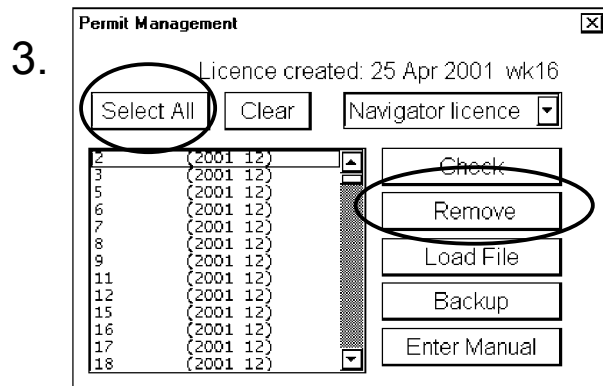 3.
Permit Management
Licence created: 25 Apr 2001 wk16
Select All Clear Navigator licence
2 (2001 12)
3 (2001 12)
5 (2001 12)
6 (2001 12)
7 (2001 12)
8 (2001 12)
9 (2001 12)
11 (2001 12)
12 (2001 12)
15 (2001 12)
16 (2001 12)
17 (2001 12)
18 (2001 12)
Check
Remove
Load File
Backup
Enter Manual